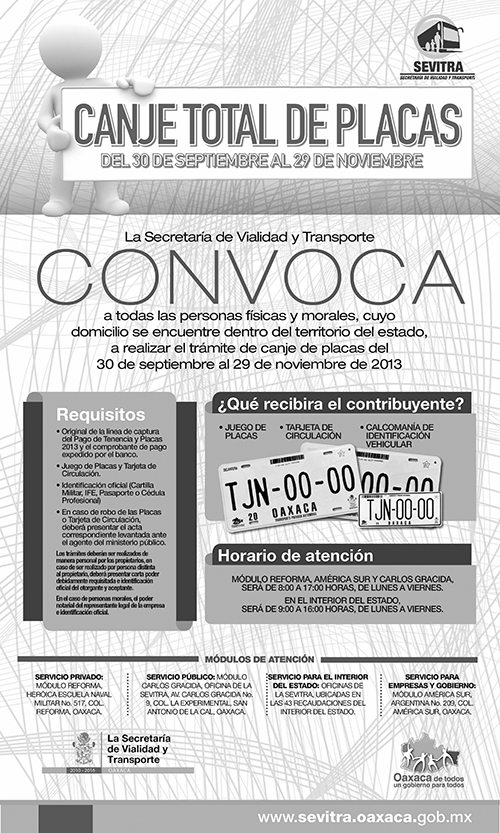 SEVITRA
SECRETARÍA DE VIALIDAD Y TRANSPORTE
CANJE TOTAL DE PLACAS
DEL 30 DE SEPTIEMBRE AL 29 DE NOVIEMBRE
La Secretaría de Vialidad y Transporte
CONVOCA
a todas las personas físicas y morales, cuyo
domicilio se encuentre dentro del territorio del estado,
a realizar el trámite de canje de placas del
30 de septiembre al 29 de noviembre de 2013
Requisitos
• Original de la línea de captura
del Pago de Tenencia y Placas
2013 y el comprobante de pago
expedido por el banco.
• Juego de Placas y Tarjeta de
Circulación.
• Identificación oficial (Cartilla
Militar, IFE, Pasaporte o Cédula
Profesional)
• En caso de robo de las Placas
o Tarjeta de Circulación,
deberá presentar el acta
correspondiente levantada ante
el agente del ministerio público.
Los trámites deberán ser realizados de
manera personal por los propietarios, en
caso de ser realizado por persona distinta
al propietario, deberá presentar carta poder
debidamente requisitada e identificación
oficial del otorgante y aceptante.
En el caso de personas morales, el poder
notarial del representante legal de la empresa
e identificación oficial.
¿Qué recibira el contribuyente?
• JUEGO DE
PLACAS
• TARJETA DE
CIRCULACIÓN
• CALCOMANÍA DE
IDENTIFICACIÓN
VEHICULAR
TJN-00-00
20 OAXACA
TRANSPORTE PRIVADO AUTOMÓVIL
TJN-00-00
OAXACA
Horario de atención
MÓDULO REFORMA, AMÉRICA SUR Y CARLOS GRACIDA,
SERÁ DE 8:00 A 17:00 HORAS, DE LUNES A VIERNES.
EN EL INTERIOR DEL ESTADO,
SERÁ DE 9:00 A 16:00 HORAS, DE LUNES A VIERNES.
MÓDULOS DE ATENCIÓN
SERVICIO PRIVADO:
MÓDULO REFORMA,
HERÓICA ESCUELA NAVAL
MILITAR No. 517, COL.
REFORMA, OAXACA.
SERVICIO PÚBLICO: MÓDULO
CARLOS GRACIDA, OFICINA DE LA
SEVITRA, AV. CARLOS GRACIDA No.
9, COL. LA EXPERIMENTAL, SAN
ANTONIO DE LA CAL, OAXACA.
SERVICIO PARA EL INTERIOR
DEL ESTADO: OFICINAS DE
LA SEVITRA, UBICADAS EN
LAS 43 RECAUDACIONES DEL
INTERIOR DEL ESTADO.
SERVICIO PARA
EMPRESAS Y GOBIERNO:
MÓDULO AMÉRICA SUR,
ARGENTINA No. 209, COL.
AMÉRICA SUR, OAXACA.
La Secretaría
de Vialidad y
Transporte
2010 - 2016 OAXACA
Oaxaca de todos
un gobierno para todos
www.sevitra.oaxaca.gob.mx